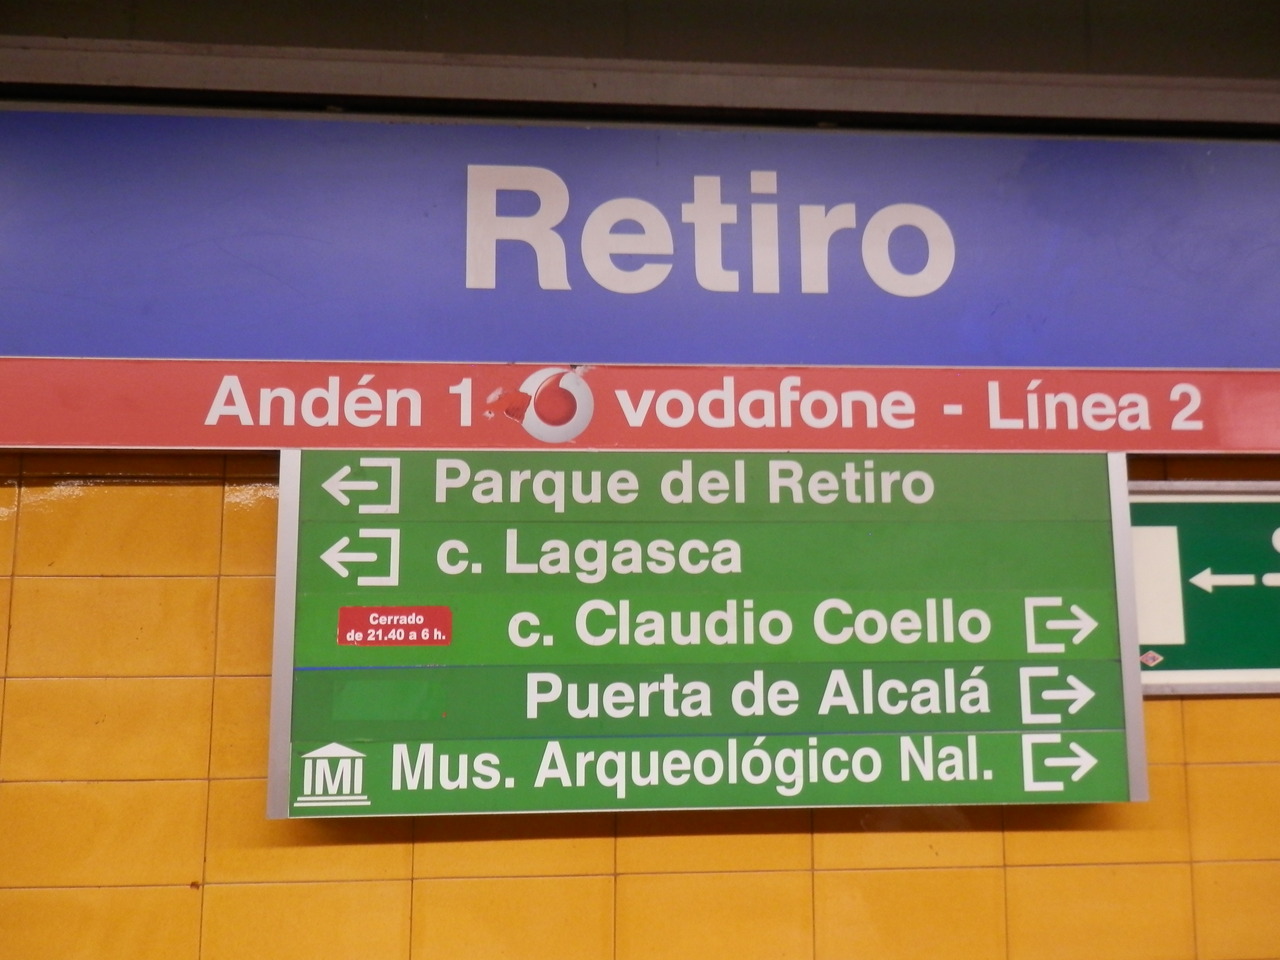 Retiro
Andén 1 vodafone - Línea 2
Parque del Retiro
c. Lagasca
Cerrado
de 21.40 a 6 h.
c. Claudio Coello
Puerta de Alcalá
M Mus. Arqueológico Nal.